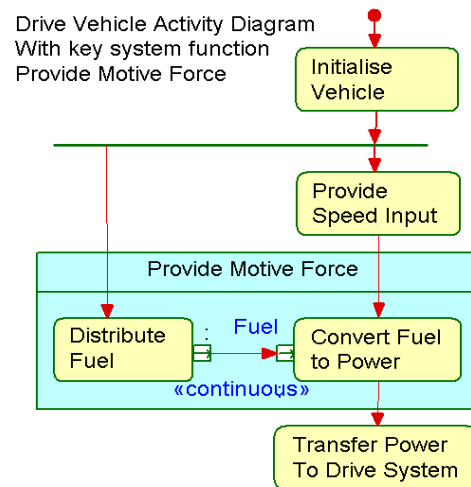 Drive Vehicle Activity Diagram
With key system function
Provide Motive Force
Initialise
Vehicle
Provide
Speed Input
Provide Motive Force
Distribute
Fuel
: Fuel
Convert Fuel
to Power
«continuous»
Transfer Power
To Drive System